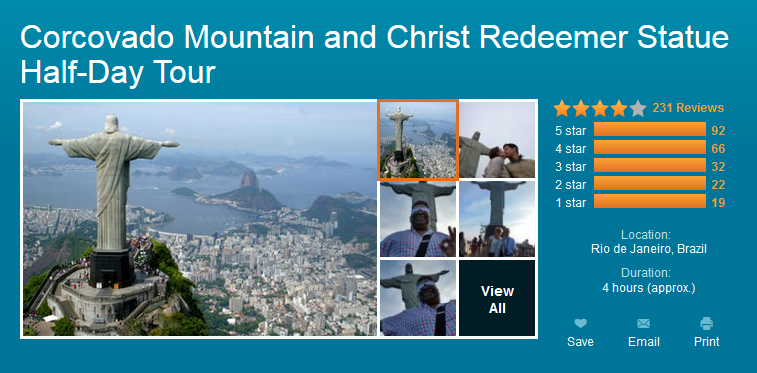 Corcovado Mountain and Christ Redeemer Statue
Half-Day Tour
231 Reviews
5 star 92
4 star 66
3 star 32
2 star 22
1 star 19
Location:
Rio de Janeiro, Brazil
Duration:
4 hours (approx.)
View
All
Save Email Print